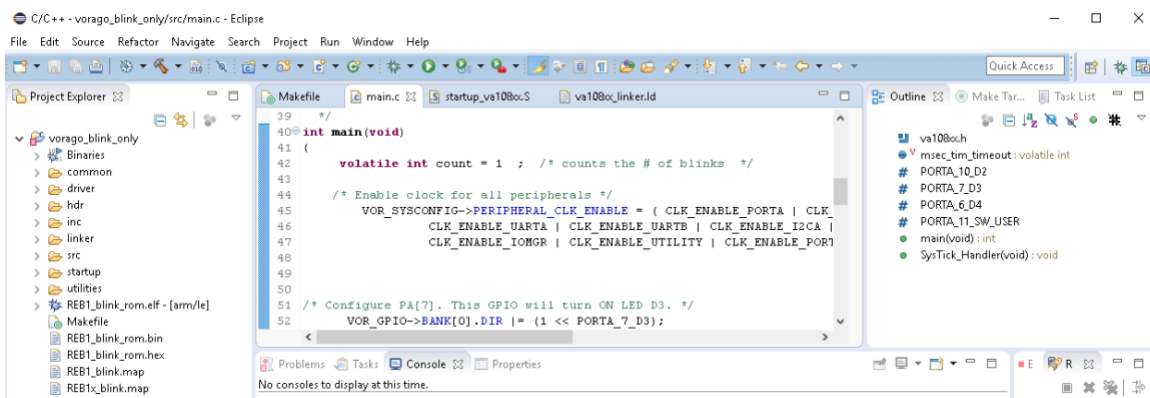 C/C++ - vorago_blink_only/src/main.c - Eclipse
File Edit Source Refactor Navigate Search Project Run Window Help
Quick Access
Project Explorer
vorago_blink_only
Binaries
common
driver
hdr
inc
linker
src
startup
utilities
REB1_blink_rom.elf - [arm/le]
Makefile
REB1_blink_rom.bin
REB1_blink_rom.hex
REB1_blink.map
REB1x_blink.map
Makefile main.c startup_va108xx.S va108xx_linker.ld
39 */
40 int main(void)
41 {
42 volatile int count = 1 ; /* counts the # of blinks */
43
44 /* Enable clock for all peripherals */
45 VOR_SYSCONFIG->PERIPHERAL_CLK_ENABLE = ( CLK_ENABLE_PORTA | CLK_
46 CLK_ENABLE_UARTA | CLK_ENABLE_UARTB | CLK_ENABLE_I2CA |
47 CLK_ENABLE_IOMGR | CLK_ENABLE_UTILITY | CLK_ENABLE_PORT
48
49
50
51 /* Configure PA[7]. This GPIO will turn ON LED D3. */
52 VOR_GPIO->BANK[0].DIR |= (1 << PORTA_7_D3);
Problems Tasks Console Properties
No consoles to display at this time.
Outline Make Tar... Task List
va108xx.h
msec_tim_timeout : volatile int
PORTA_10_D2
PORTA_7_D3
PORTA_6_D4
PORTA_11_SW_USER
main(void) : int
SysTick_Handler(void) : void
E R